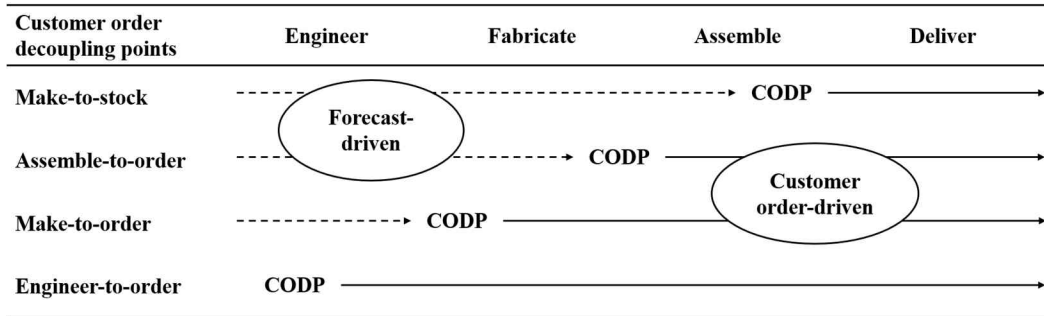 Customer order
decoupling points
Engineer
Fabricate
Assemble
Deliver
Make-to-stock
CODP
Forecast-
driven
Assemble-to-order
CODP
Customer
order-driven
Make-to-order
CODP
Engineer-to-order
CODP